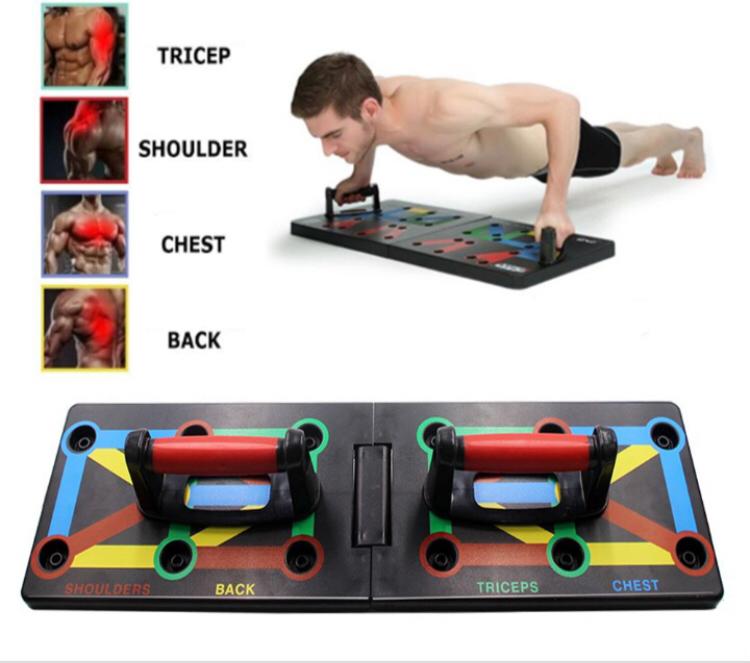 TRICEP
SHOULDER
CHEST
BACK
SHOULDERS
BACK
TRICEPS
CHEST